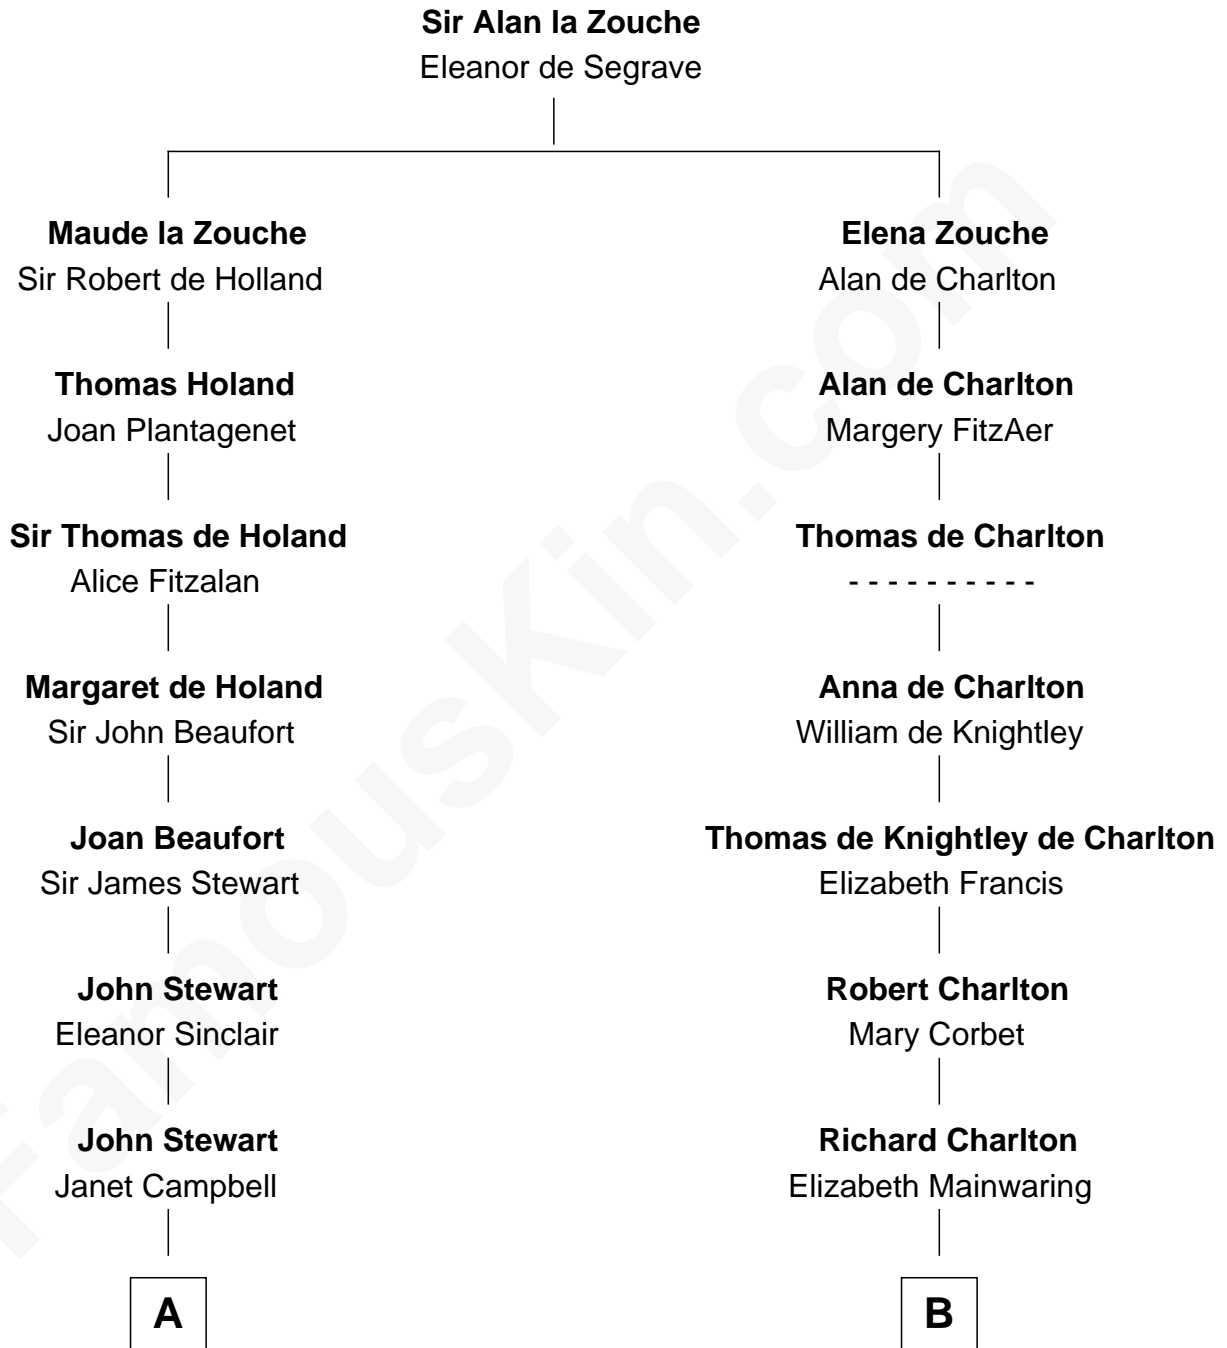 Sir Alan la Zouche
Eleanor de Segrave
Maude la Zouche
Sir Robert de Holland
Elena Zouche
Alan de Charlton
Thomas Holand
Joan Plantagenet
Alan de Charlton
Margery FitzAer
Sir Thomas de Holand
Alice Fitzalan
Thomas de Charlton
- - - - - - - - - -
Margaret de Holand
Sir John Beaufort
Anna de Charlton
William de Knightley
Joan Beaufort
Sir James Stewart
Thomas de Knightley de Charlton
Elizabeth Francis
John Stewart
Eleanor Sinclair
Robert Charlton
Mary Corbet
John Stewart
Janet Campbell
Richard Charlton
Elizabeth Mainwaring
A
B
FamousKin.com